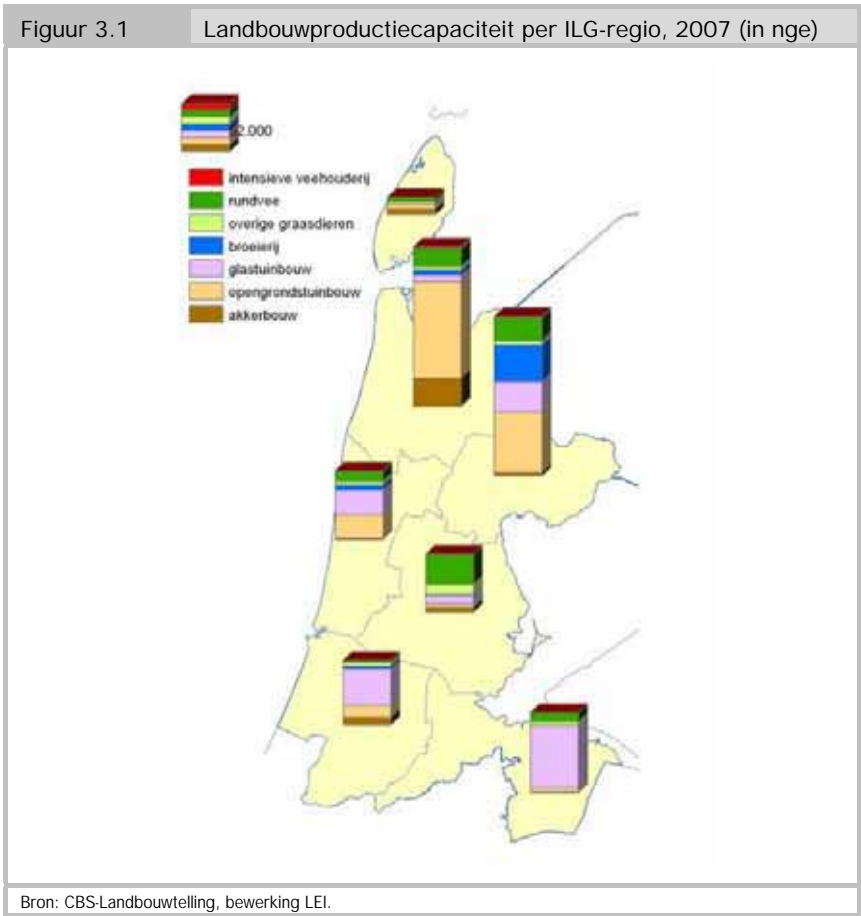 Figuur 3.1 Landbouwproductiecapaciteit per ILG-regio, 2007 (in nge)
2.000
intensieve veehouderij
rundvee
overige graasdieren
broeierij
glastuinbouw
opengrondstuinbouw
akkerbouw
Bron: CBS-Landbouwtelling, bewerking LEI.